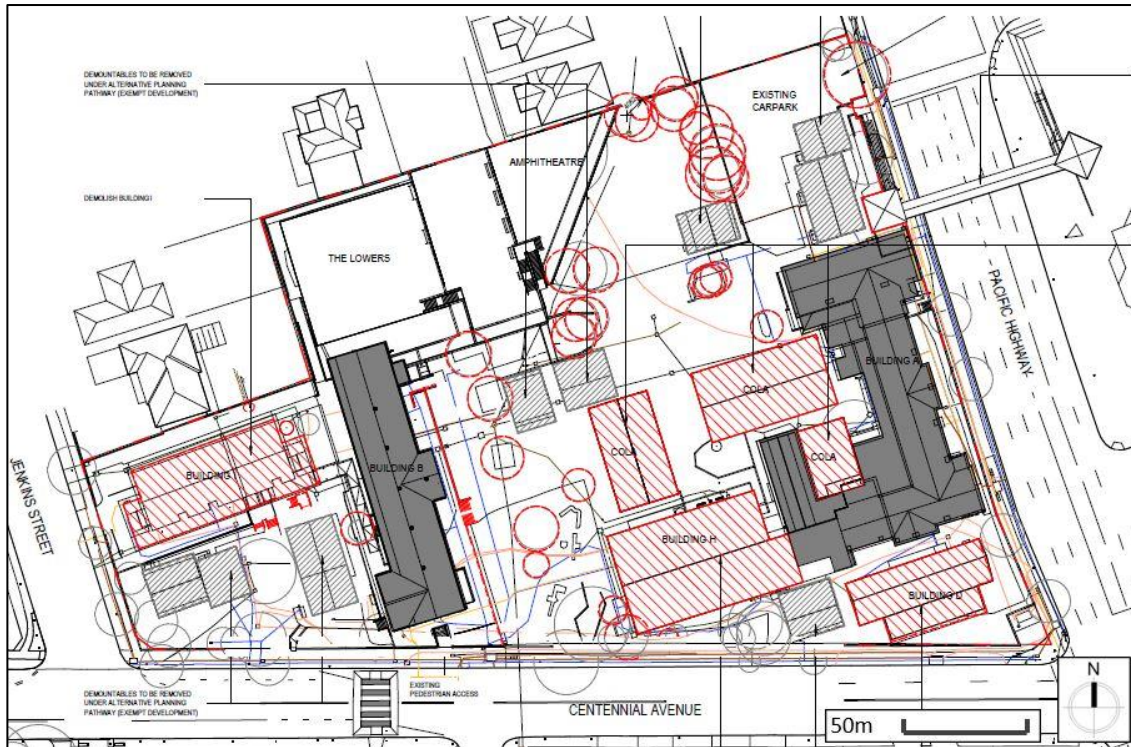 DEMOUNTABLES TO BE REMOVED
UNDER ALTERNATIVE PLANNING
PATHWAY (EXEMPT DEVELOPMENT)
EXISTING
CARPARK
AMPHITHEATRE
DEMOLISH BUILDING I
THE LOWERS
PACIFIC HIGHWAY
BUILDING A
COLA
COLA
COLA
BUILDING B
BUILDING I
JENKINS STREET
BUILDING H
BUILDING D
EXISTING
PEDESTRIAN ACCESS
DEMOUNTABLES TO BE REMOVED
UNDER ALTERNATIVE PLANNING
PATHWAY (EXEMPT DEVELOPMENT)
CENTENNIAL AVENUE
50m
N